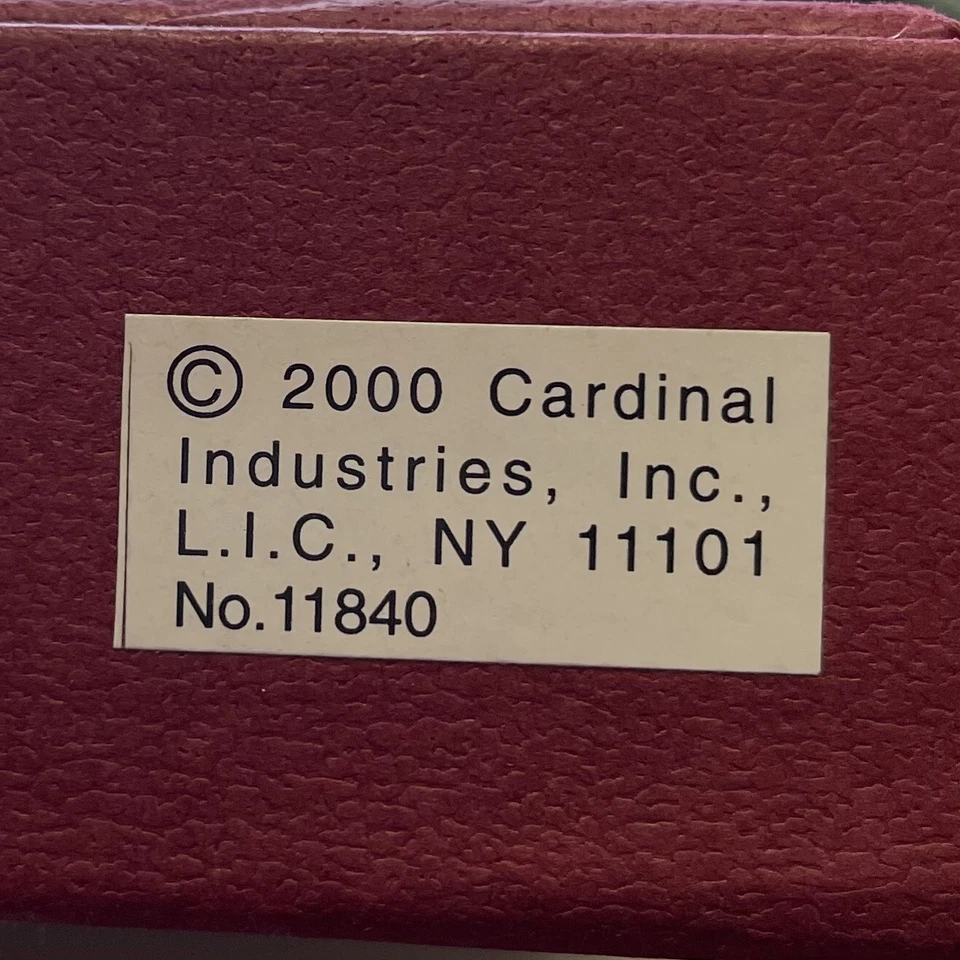 © 2000 Cardinal
Industries, Inc.,
L.I.C., NY 11101
No.11840